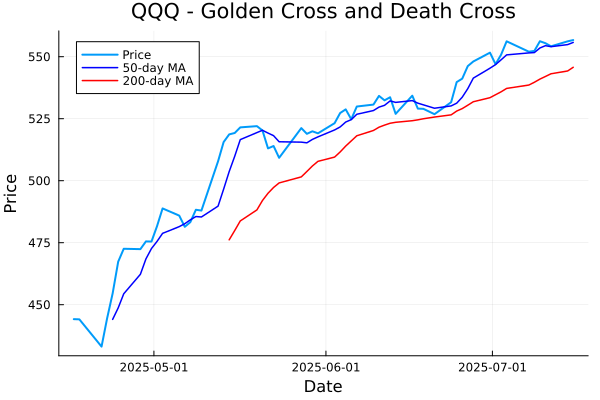 QQQ - Golden Cross and Death Cross
Price
50-day MA
200-day MA
550
525
500
475
450
Price
2025-05-01
2025-06-01
2025-07-01
Date